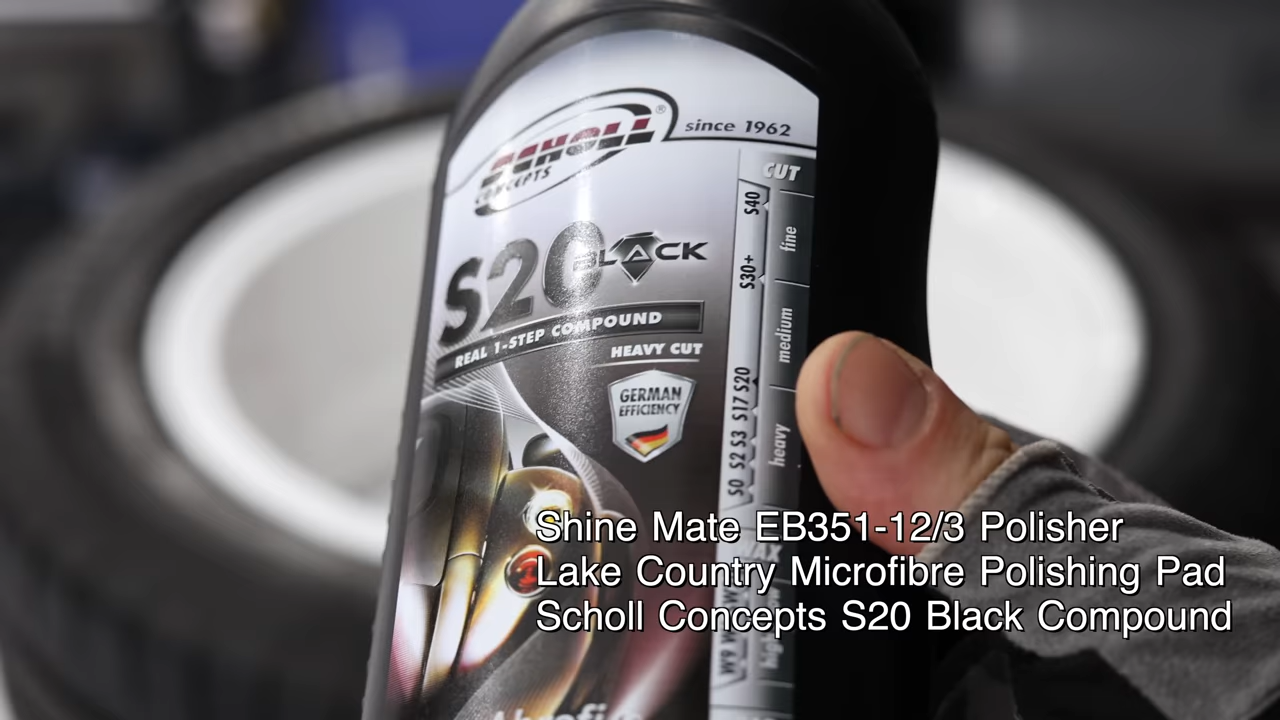 SCHOLL
CONCEPTS
®
since 1962
S20 BLACK
REAL 1-STEP COMPOUND
HEAVY CUT
GERMAN
EFFICIENCY
CUT
S40
fine
S30+
medium
S20
S17
S3
S2
S0
heavy
WAX
W9
Shine Mate EB351-12/3 Polisher
Lake Country Microfibre Polishing Pad
Scholl Concepts S20 Black Compound